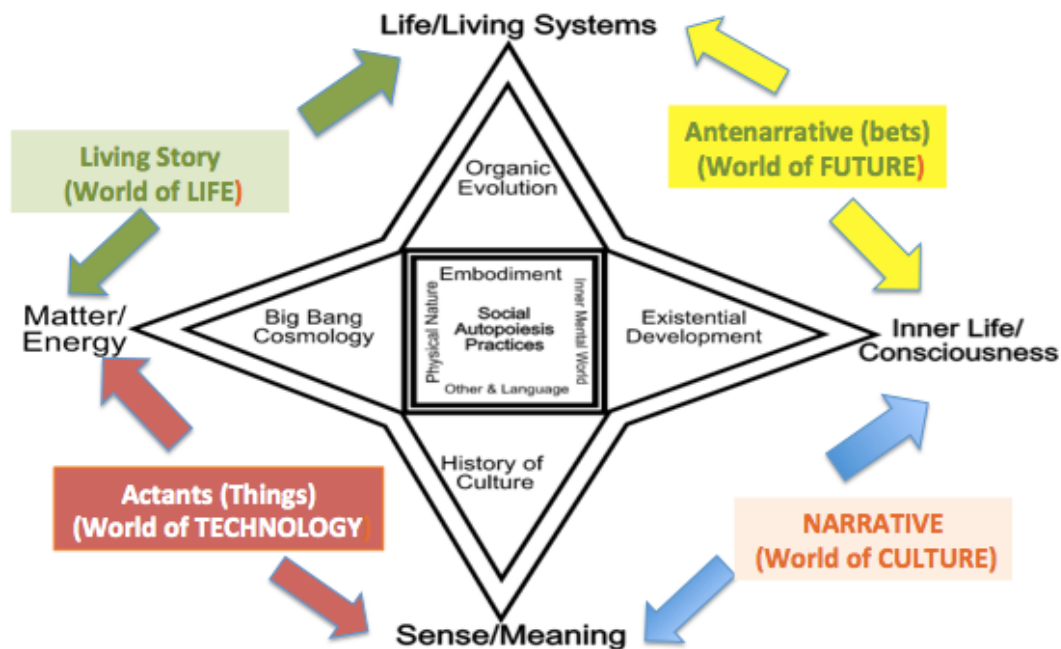 Life/Living Systems
Living Story
(World of LIFE)
Antenarrative (bets)
(World of FUTURE)
Organic
Evolution
Matter/
Energy
Big Bang
Cosmology
Physical Nature
Embodiment
Social
Autopoiesis
Practices
Other & Language
Inner Mental World
Existential
Development
Inner Life/
Consciousness
History of
Culture
Actants (Things)
(World of TECHNOLOGY)
NARRATIVE
(World of CULTURE)
Sense/Meaning